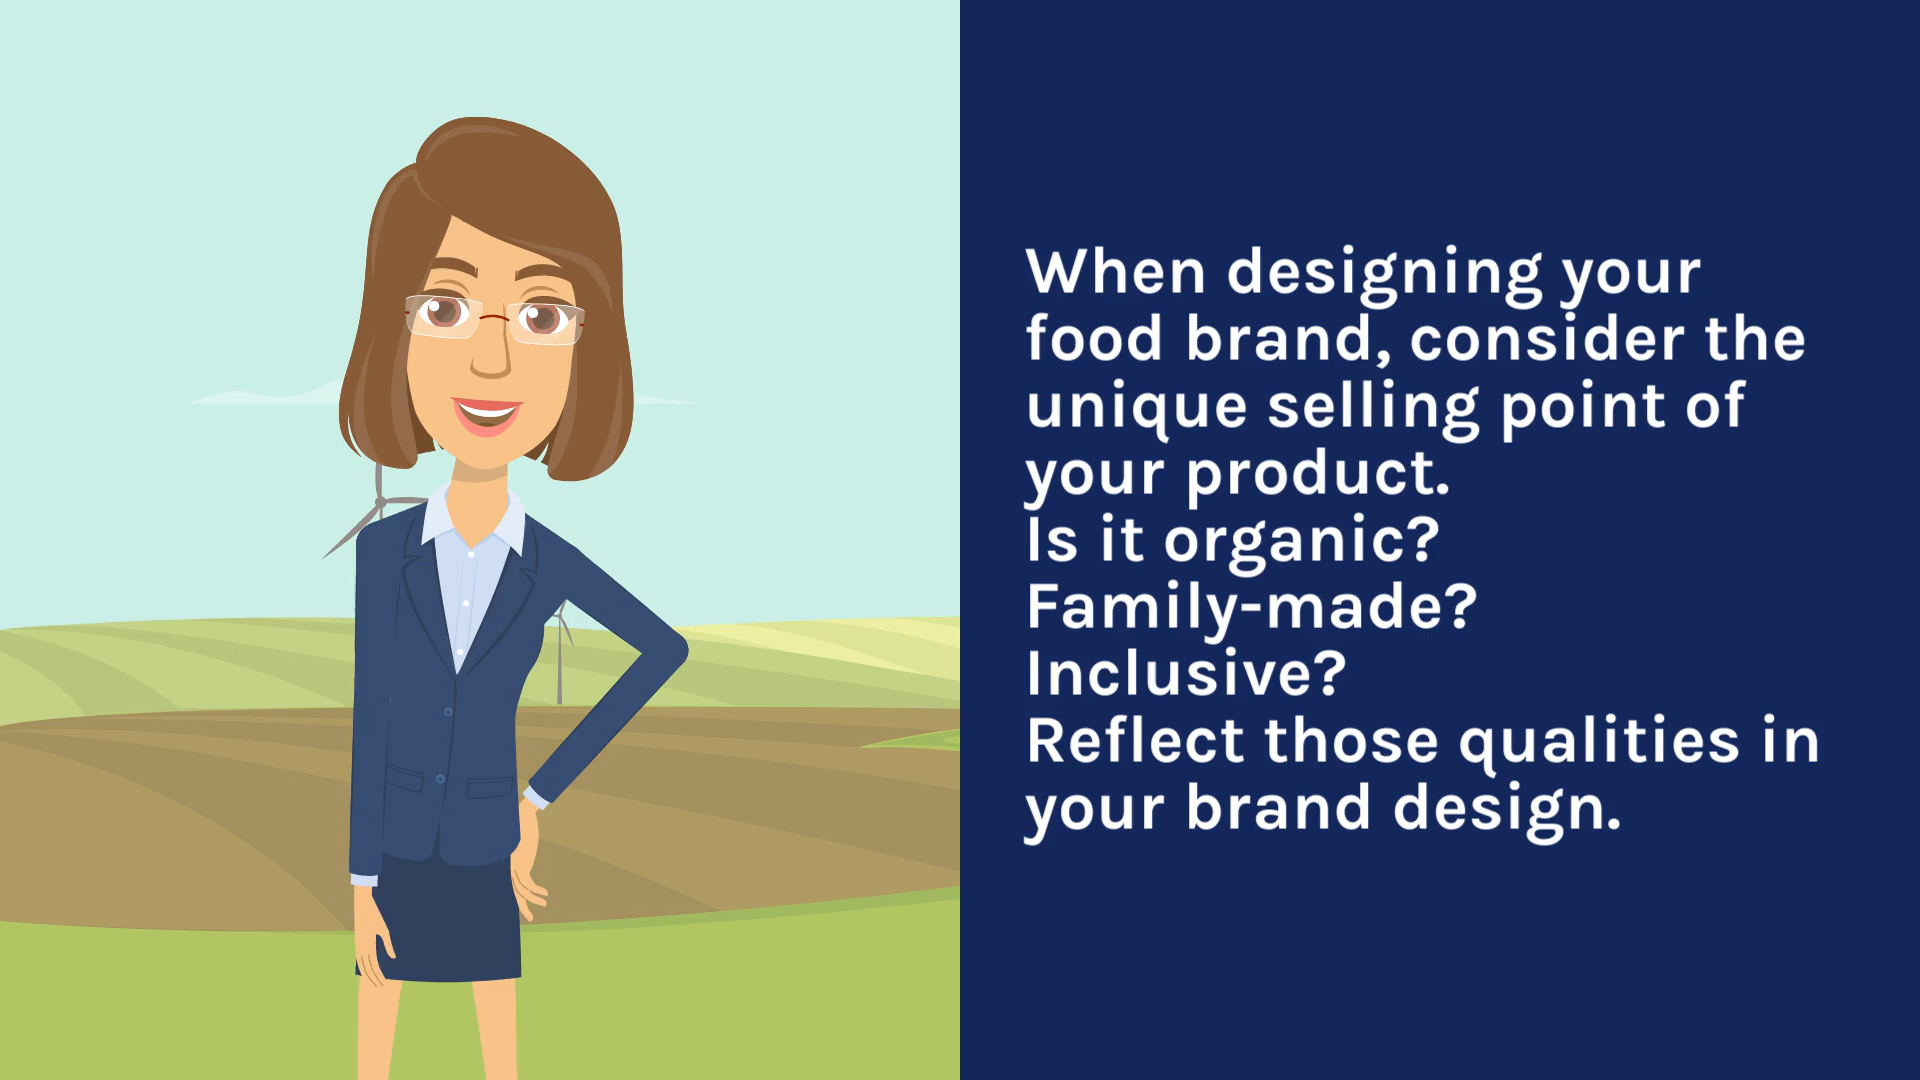 When designing your
food brand, consider the
unique selling point of
your product.
Is it organic?
Family-made?
Inclusive?
Reflect those qualities in
your brand design.